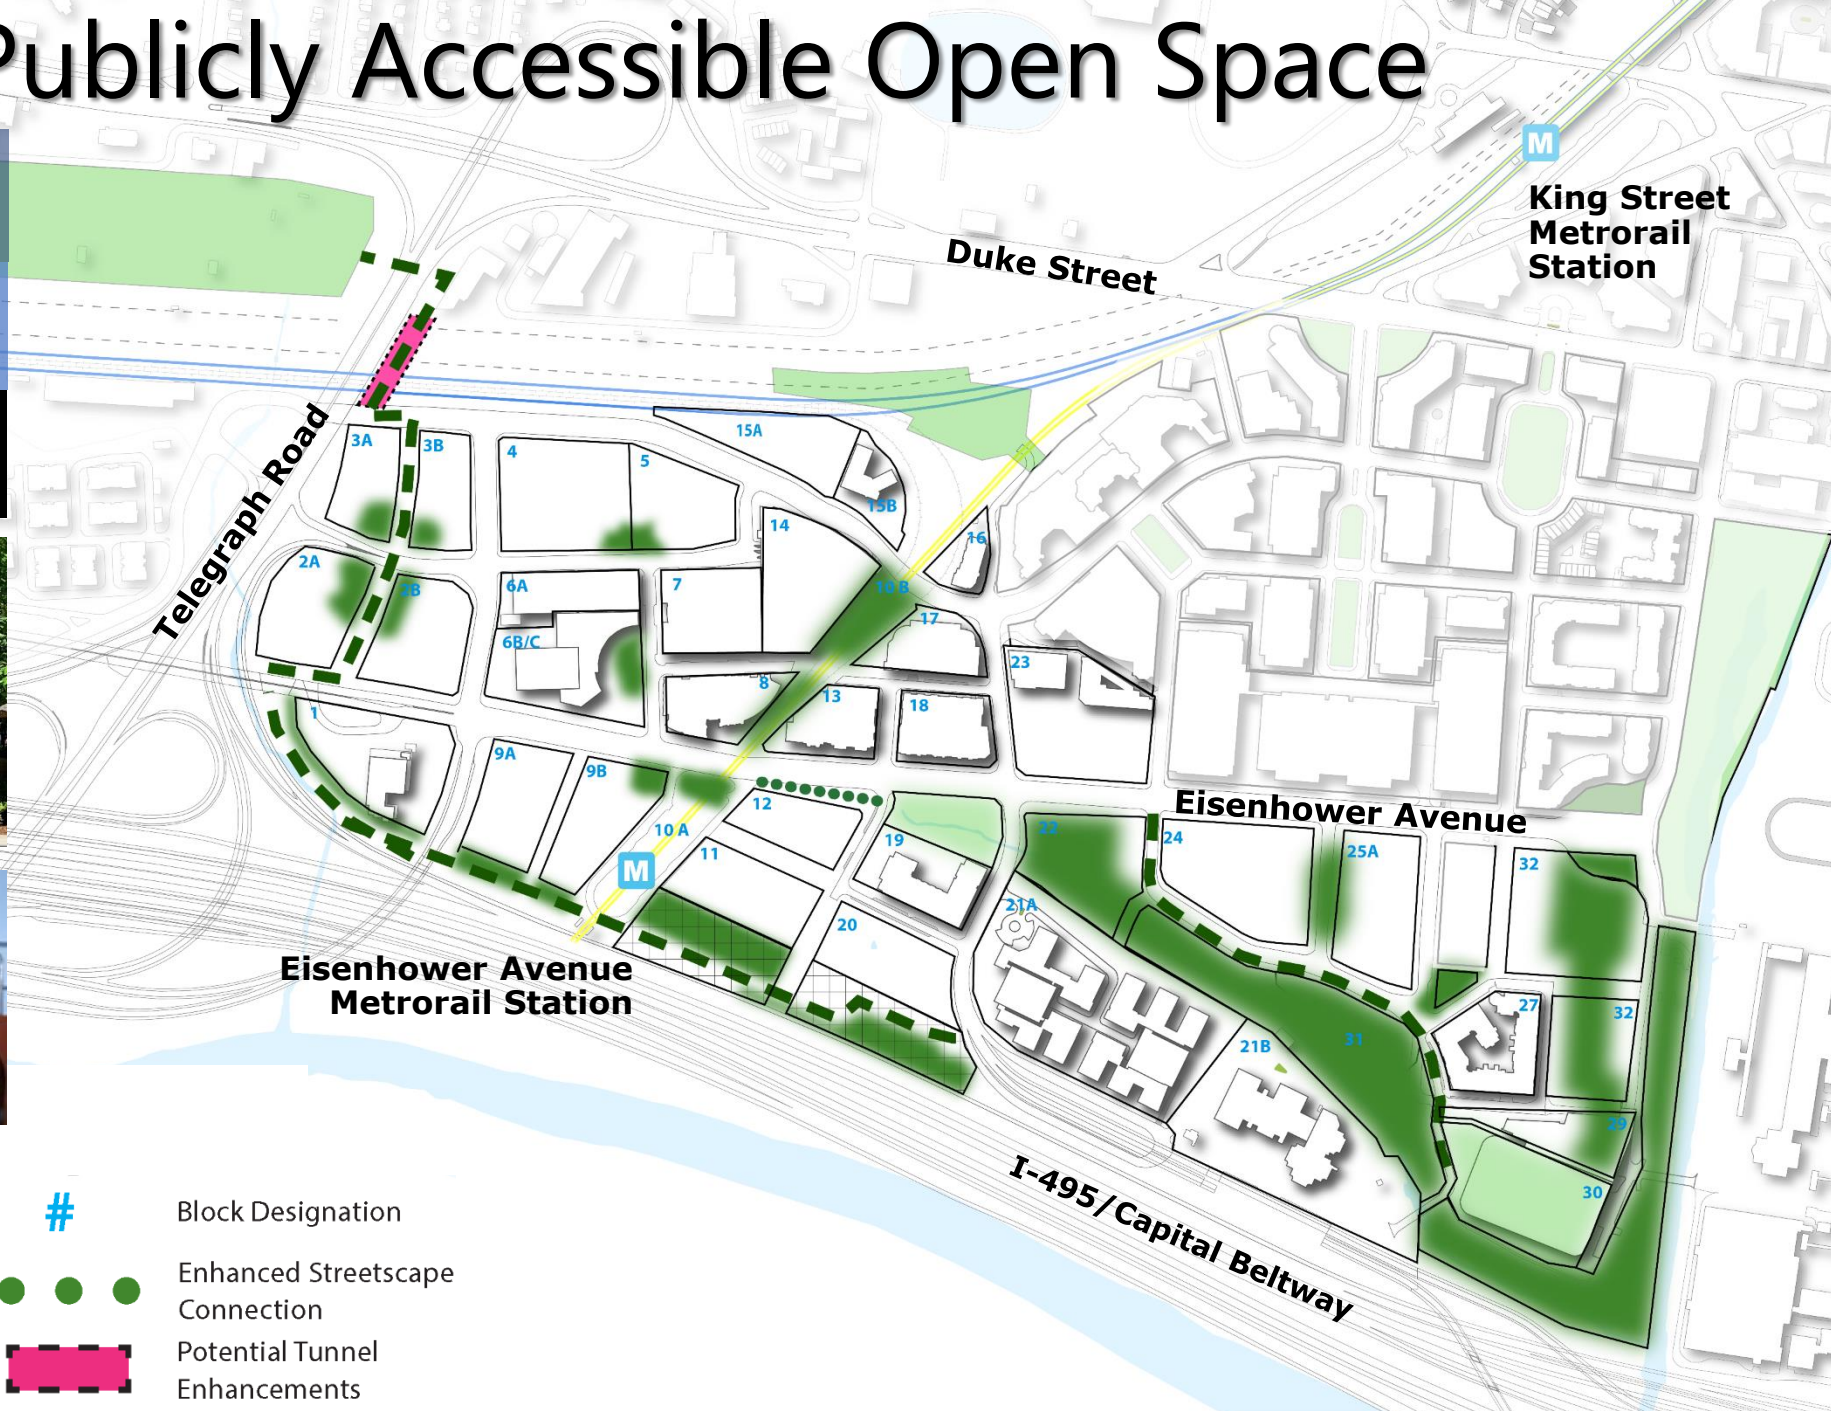 Publicly Accessible Open Space
M
King Street
Metrorail
Station
Duke Street
Telegraph Road
3A
3B
4
5
15A
15B
14
16
2A
2B
6A
7
10 B
17
6B/C
23
8
13
18
1
9A
9B
12
10 A
11
19
M
Eisenhower Avenue
22
24
25A
32
21A
20
Eisenhower Avenue
Metrorail Station
27
32
31
21B
29
30
I-495/Capital Beltway
# Block Designation
Enhanced Streetscape
Connection
Potential Tunnel
Enhancements